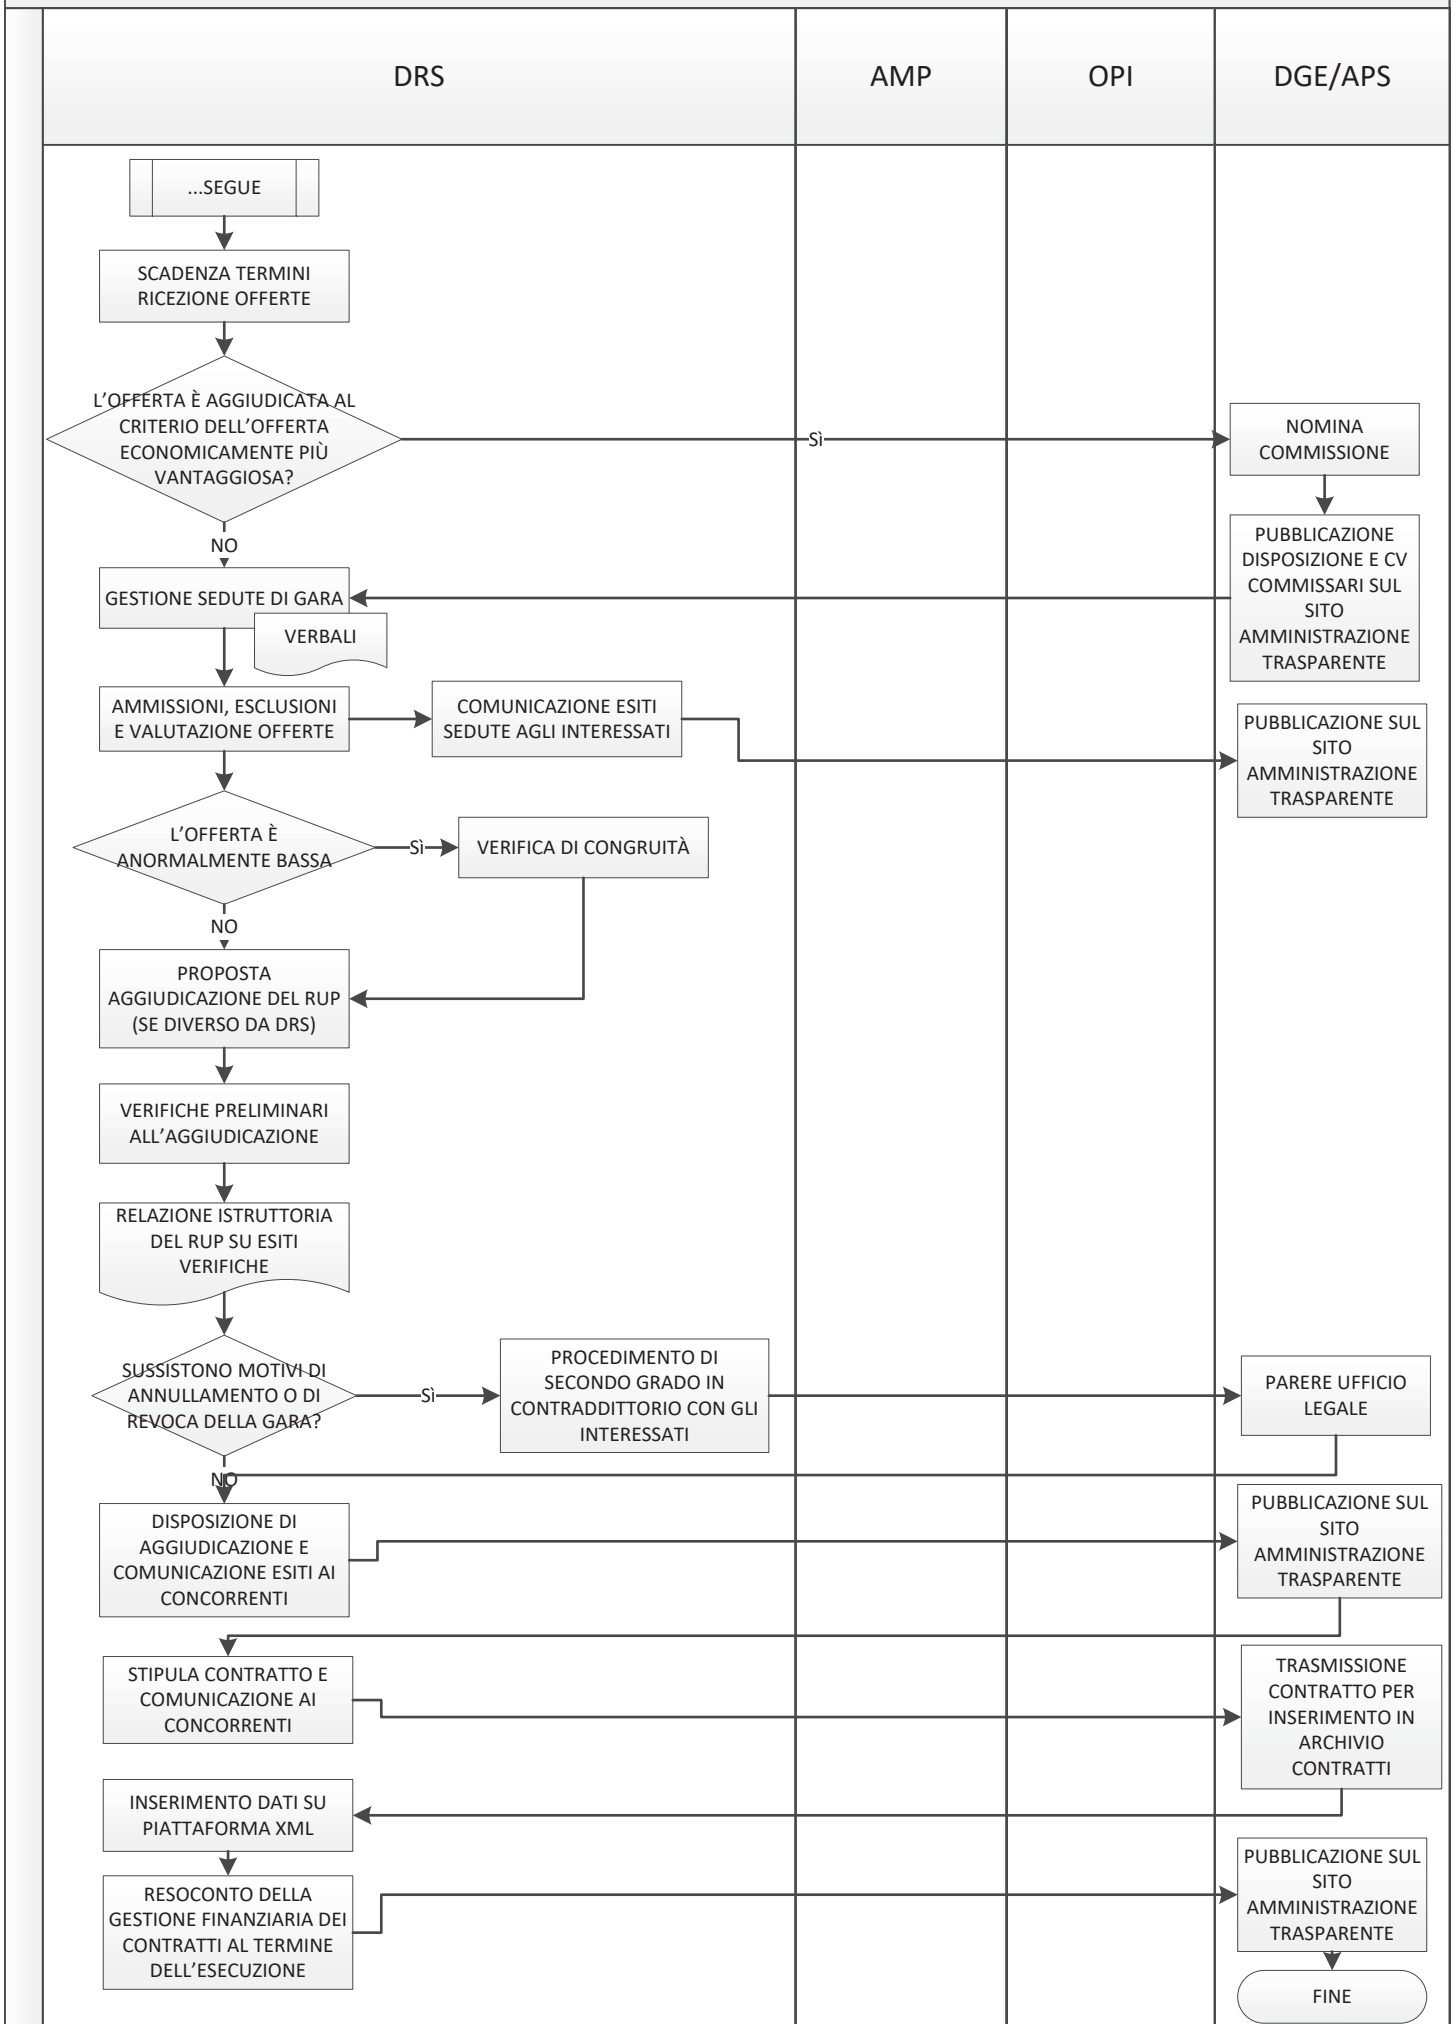 DRS
AMP
OPI
DGE/APS
...SEGUE
SCADENZA TERMINI
RICEZIONE OFFERTE
L’OFFERTA È AGGIUDICATA AL
CRITERIO DELL’OFFERTA
ECONOMICAMENTE PIÙ
VANTAGGIOSA?
Sì
NOMINA
COMMISSIONE
NO
PUBBLICAZIONE
DISPOSIZIONE E CV
COMMISSARI SUL
SITO
AMMINISTRAZIONE
TRASPARENTE
GESTIONE SEDUTE DI GARA
VERBALI
AMMISSIONI, ESCLUSIONI
E VALUTAZIONE OFFERTE
COMUNICAZIONE ESITI
SEDUTE AGLI INTERESSATI
PUBBLICAZIONE SUL
SITO
AMMINISTRAZIONE
TRASPARENTE
L’OFFERTA È
ANORMALMENTE BASSA
Sì
VERIFICA DI CONGRUITÀ
NO
PROPOSTA
AGGIUDICAZIONE DEL RUP
(SE DIVERSO DA DRS)
VERIFICHE PRELIMINARI
ALL’AGGIUDICAZIONE
RELAZIONE ISTRUTTORIA
DEL RUP SU ESITI
VERIFICHE
SUSSISTONO MOTIVI DI
ANNULLAMENTO O DI
REVOCA DELLA GARA?
Sì
PROCEDIMENTO DI
SECONDO GRADO IN
CONTRADDITTORIO CON GLI
INTERESSATI
PARERE UFFICIO
LEGALE
NO
DISPOSIZIONE DI
AGGIUDICAZIONE E
COMUNICAZIONE ESITI AI
CONCORRENTI
PUBBLICAZIONE SUL
SITO
AMMINISTRAZIONE
TRASPARENTE
STIPULA CONTRATTO E
COMUNICAZIONE AI
CONCORRENTI
TRASMISSIONE
CONTRATTO PER
INSERIMENTO IN
ARCHIVIO
CONTRATTI
INSERIMENTO DATI SU
PIATTAFORMA XML
RESOCONTO DELLA
GESTIONE FINANZIARIA DEI
CONTRATTI AL TERMINE
DELL’ESECUZIONE
PUBBLICAZIONE SUL
SITO
AMMINISTRAZIONE
TRASPARENTE
FINE